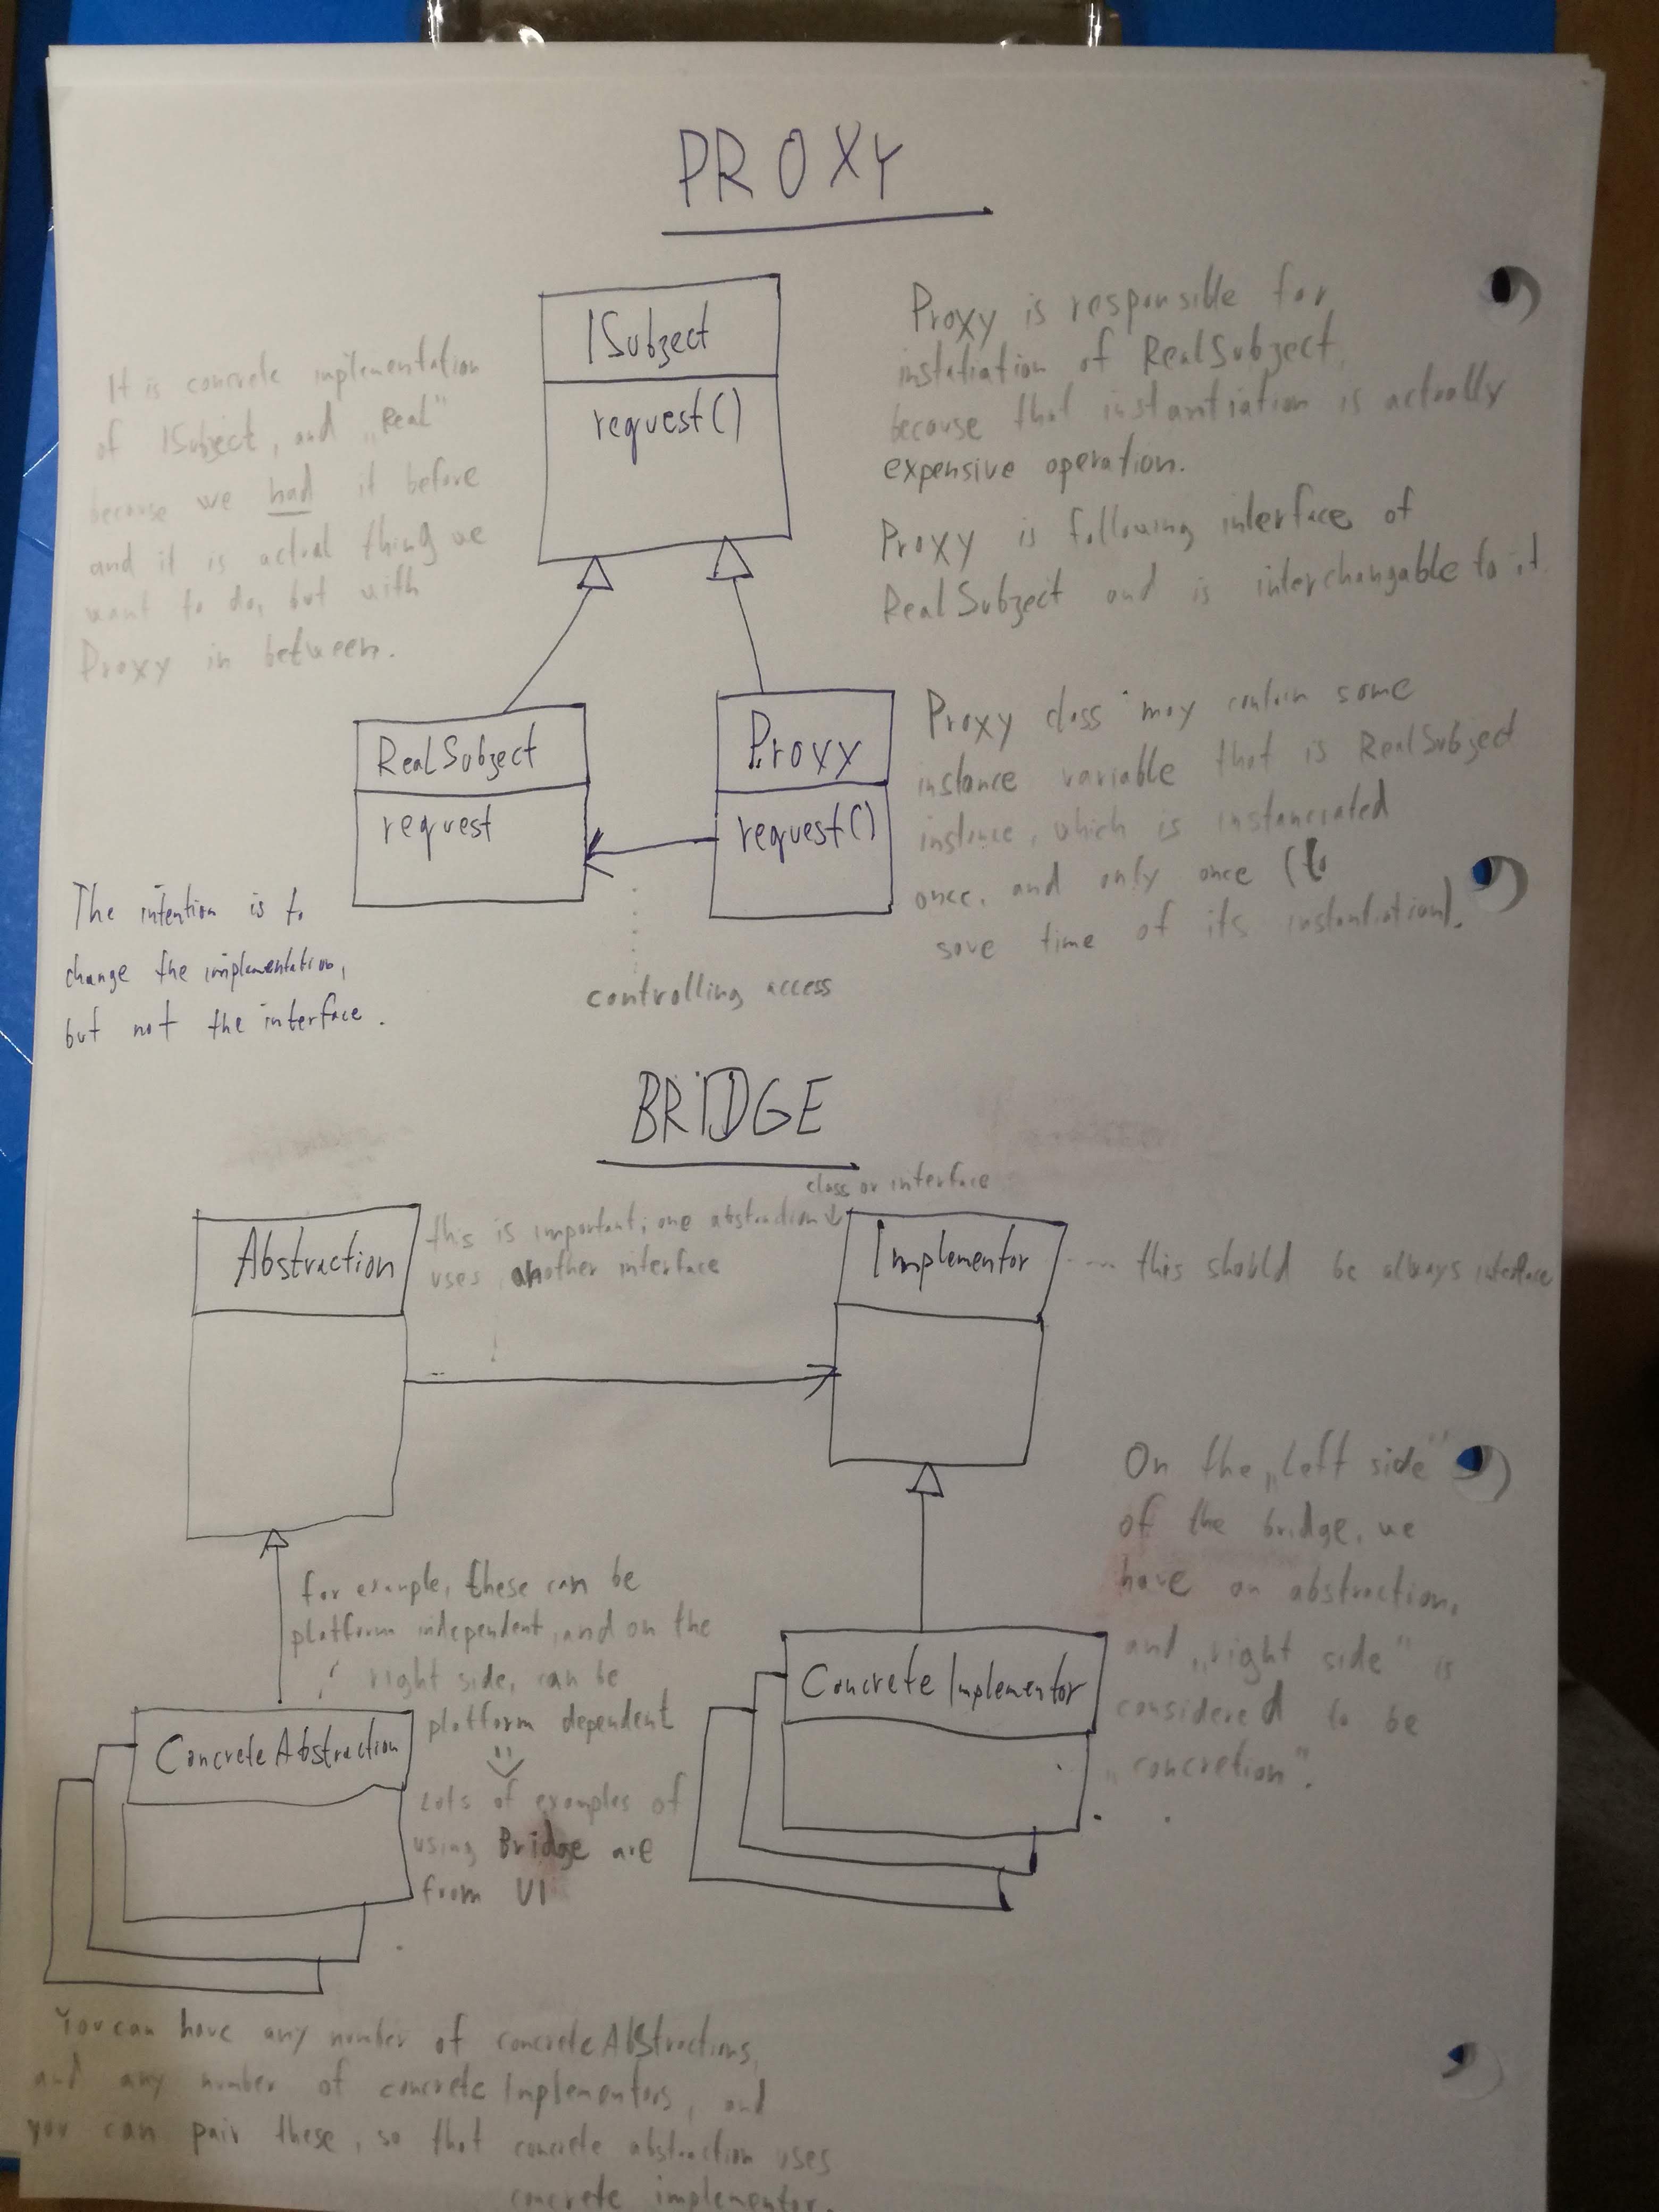 PROXY
ISubject
request()
It is concrete implementation
of ISubject, and „Real"
because we had it before
and it is actual thing we
want to do, but with
Proxy in between.
Proxy is responsible for
instatiation of RealSubject,
because that instantiation is actually
expensive operation.
Proxy is following interface of
RealSubject and is interchangable to it.
RealSubject
request
Proxy
request()
Proxy class may contain some
instance variable that is RealSubject
instance, which is instanciated
once, and only once (to
save time of its instantiation).
The intention is to
change the implementation,
but not the interface.
controlling access
BRIDGE
class or interface
Abstraction
this is important; one abstraction
uses another interface
Implementor
this should be always interface
On the „left side"
of the bridge, we
have an abstraction,
and „right side" is
considered to be
„concretion".
for example, these can be
platform independent, and on the
right side, can be
platform dependent
Lots of examples of
using Bridge are
from UI
ConcreteAbstraction
ConcreteImplementor
You can have any number of concreteAbstractions,
and any number of concrete Implementors, and
you can pair these, so that concrete abstraction uses
concrete implementor.